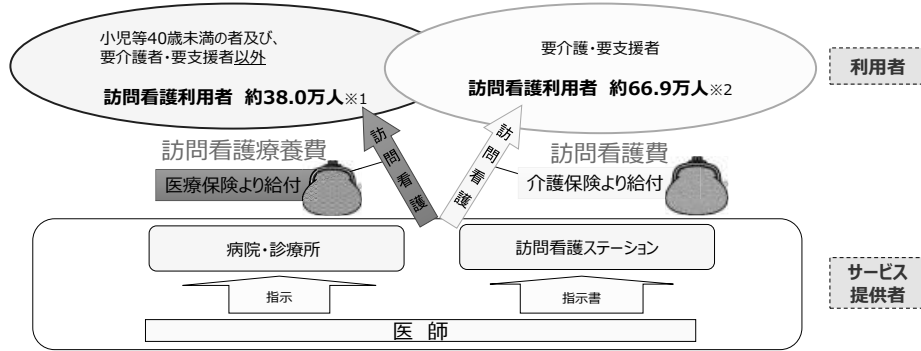 小児等40歳未満の者及び、
要介護者・要支援者以外
訪問看護利用者 約38.0万人※1
要介護・要支援者
訪問看護利用者 約66.9万人※2
利用者
訪問看護療養費
医療保険より給付
訪問看護
訪問看護
訪問看護費
介護保険より給付
病院・診療所
訪問看護ステーション
サービス
提供者
指示
指示書
医師